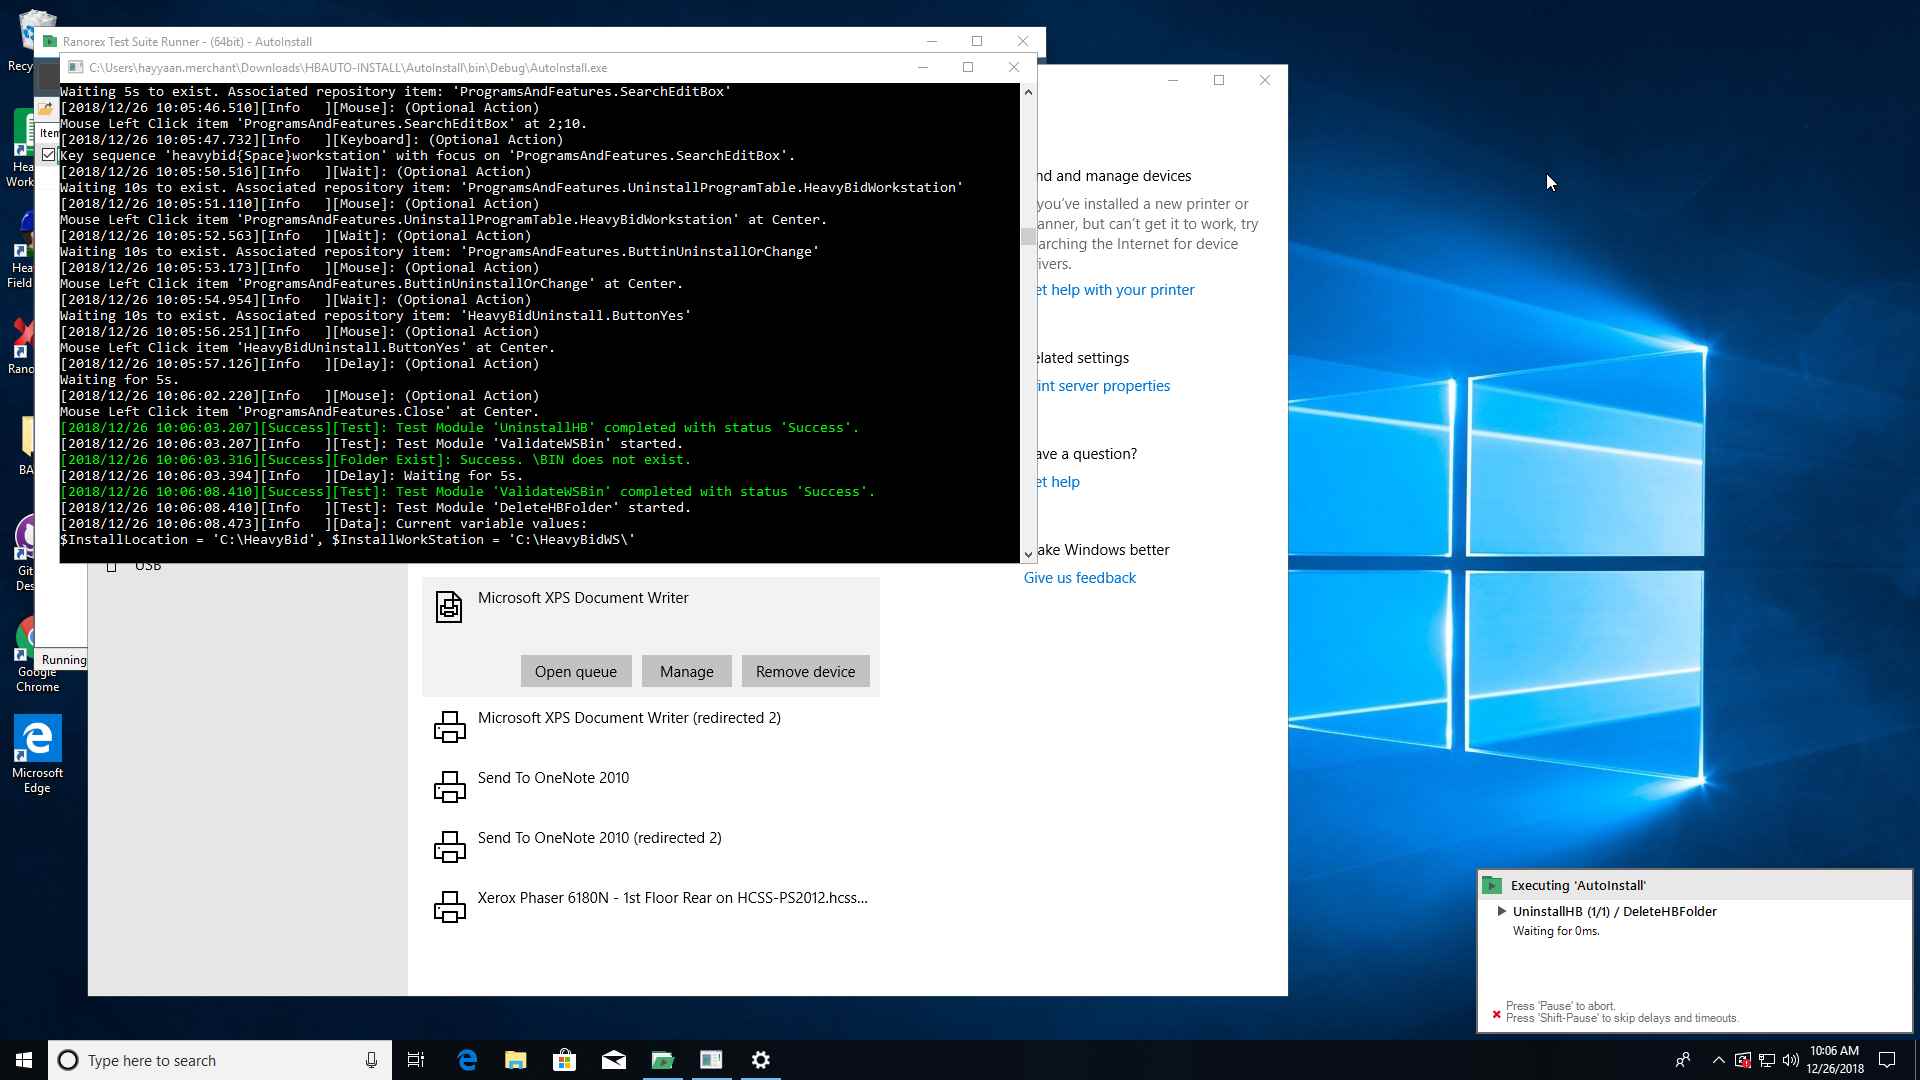 Recy
Ranorex Test Suite Runner - (64bit) - AutoInstall
C:\Users\hayyaan.merchant\Downloads\HBAUTO-INSTALL\AutoInstall\bin\Debug\AutoInstall.exe
Item
Waiting 5s to exist. Associated repository item: 'ProgramsAndFeatures.SearchEditBox'
[2018/12/26 10:05:46.510][Info   ][Mouse]: (Optional Action)
Mouse Left Click item 'ProgramsAndFeatures.SearchEditBox' at 2;10.
[2018/12/26 10:05:47.732][Info   ][Keyboard]: (Optional Action)
Key sequence 'heavybid{Space}workstation' with focus on 'ProgramsAndFeatures.SearchEditBox'.
[2018/12/26 10:05:50.516][Info   ][Wait]: (Optional Action)
Waiting 10s to exist. Associated repository item: 'ProgramsAndFeatures.UninstallProgramTable.HeavyBidWorkstation'
[2018/12/26 10:05:51.110][Info   ][Mouse]: (Optional Action)
Mouse Left Click item 'ProgramsAndFeatures.UninstallProgramTable.HeavyBidWorkstation' at Center.
[2018/12/26 10:05:52.563][Info   ][Wait]: (Optional Action)
Waiting 10s to exist. Associated repository item: 'ProgramsAndFeatures.ButtinUninstallOrChange'
[2018/12/26 10:05:53.173][Info   ][Mouse]: (Optional Action)
Mouse Left Click item 'ProgramsAndFeatures.ButtinUninstallOrChange' at Center.
[2018/12/26 10:05:54.954][Info   ][Wait]: (Optional Action)
Waiting 10s to exist. Associated repository item: 'HeavyBidUninstall.ButtonYes'
[2018/12/26 10:05:56.251][Info   ][Mouse]: (Optional Action)
Mouse Left Click item 'HeavyBidUninstall.ButtonYes' at Center.
[2018/12/26 10:05:57.126][Info   ][Delay]: (Optional Action)
Waiting for 5s.
[2018/12/26 10:06:02.220][Info   ][Mouse]: (Optional Action)
Mouse Left Click item 'ProgramsAndFeatures.Close' at Center.
[2018/12/26 10:06:03.207][Success][Test]: Test Module 'UninstallHB' completed with status 'Success'.
[2018/12/26 10:06:03.207][Info   ][Test]: Test Module 'ValidateWSBin' started.
[2018/12/26 10:06:03.316][Success][Folder Exist]: Success. \BIN does not exist.
[2018/12/26 10:06:03.394][Info   ][Delay]: Waiting for 5s.
[2018/12/26 10:06:08.410][Success][Test]: Test Module 'ValidateWSBin' completed with status 'Success'.
[2018/12/26 10:06:08.410][Info   ][Test]: Test Module 'DeleteHBFolder' started.
[2018/12/26 10:06:08.473][Info   ][Data]: Current variable values:
$InstallLocation = 'C:\HeavyBid', $InstallWorkStation = 'C:\HeavyBidWS\'
Hea
Work
Hea
Field
Rano
BA
Git
Des
Google
Chrome
Microsoft
Edge
Running
USB
nd and manage devices
you've installed a new printer or
anner, but can't get it to work, try
arching the Internet for device
ivers.
et help with your printer
elated settings
int server properties
ave a question?
et help
ake Windows better
Give us feedback
Microsoft XPS Document Writer
Open queue
Manage
Remove device
Microsoft XPS Document Writer (redirected 2)
Send To OneNote 2010
Send To OneNote 2010 (redirected 2)
Xerox Phaser 6180N - 1st Floor Rear on HCSS-PS2012.hcss...
Executing 'AutoInstall'
UninstallHB (1/1) / DeleteHBFolder
Waiting for 0ms.
Press 'Pause' to abort.
Press 'Shift-Pause' to skip delays and timeouts.
Type here to search
10:06 AM
12/26/2018